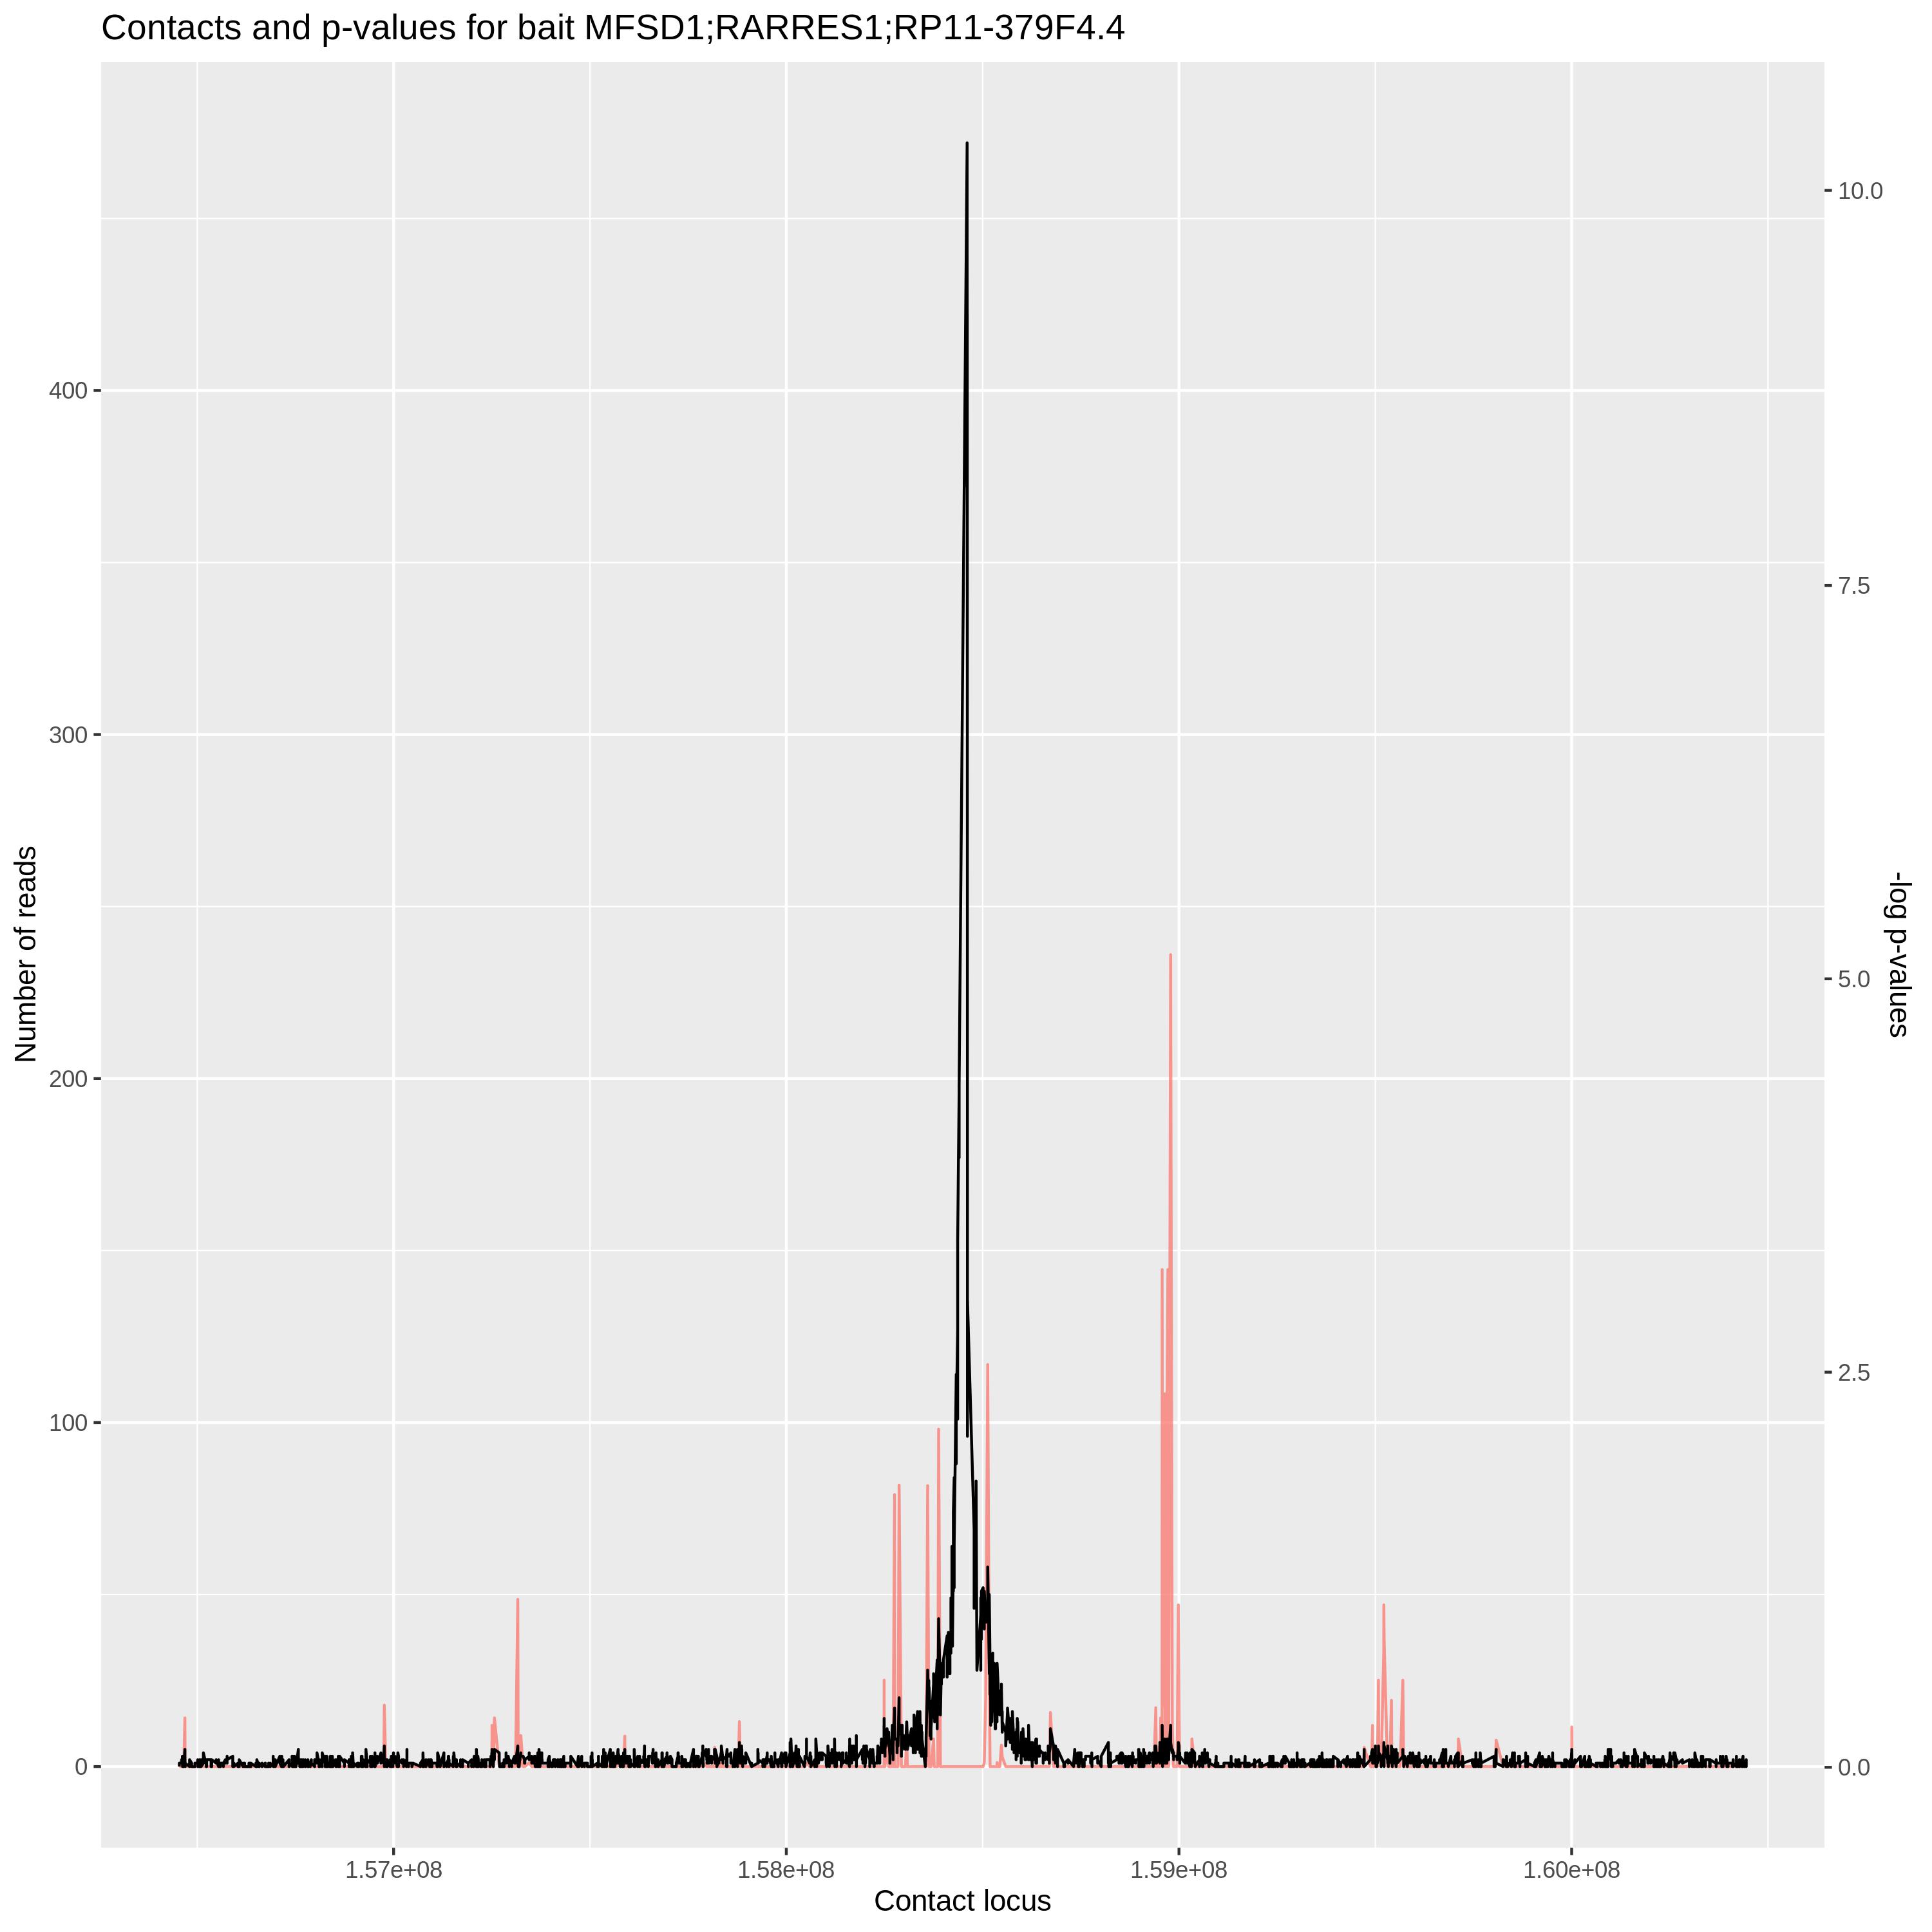 Contacts and p-values for bait MFSD1;RARRES1;RP11-379F4.4
Number of reads
400
300
200
100
0
10.0
7.5
5.0
2.5
0.0
-log p-values
1.57e+08
1.58e+08
1.59e+08
1.60e+08
Contact locus